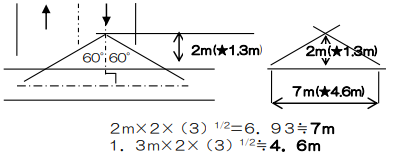 60° 60°
2m(★1,3m)
2m(★1,3m)
7m(★4.6m)
2m×2×(3) 1/2=6. 93≒7m
1. 3m×2×(3) 1/2≒4. 6m